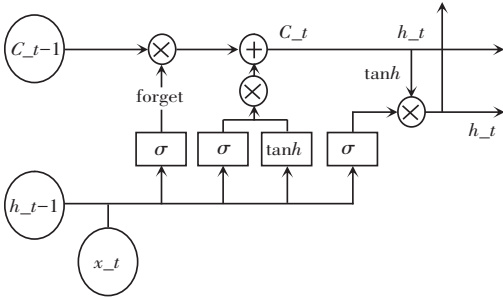 C_t h_t
C_t−1 × + tanh
×
forget ×
h_t
σ σ tanh σ
h_t−1
x_t